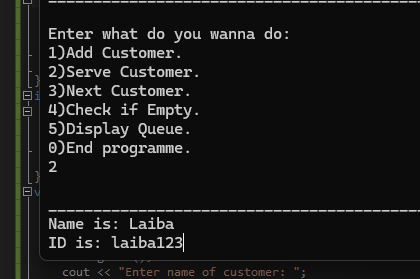 Enter what do you wanna do:
1)Add Customer.
2)Serve Customer.
3)Next Customer.
4)Check if Empty.
5)Display Queue.
0)End programme.
2
Name is: Laiba
ID is: laiba123
cout << "Enter name of customer: ";